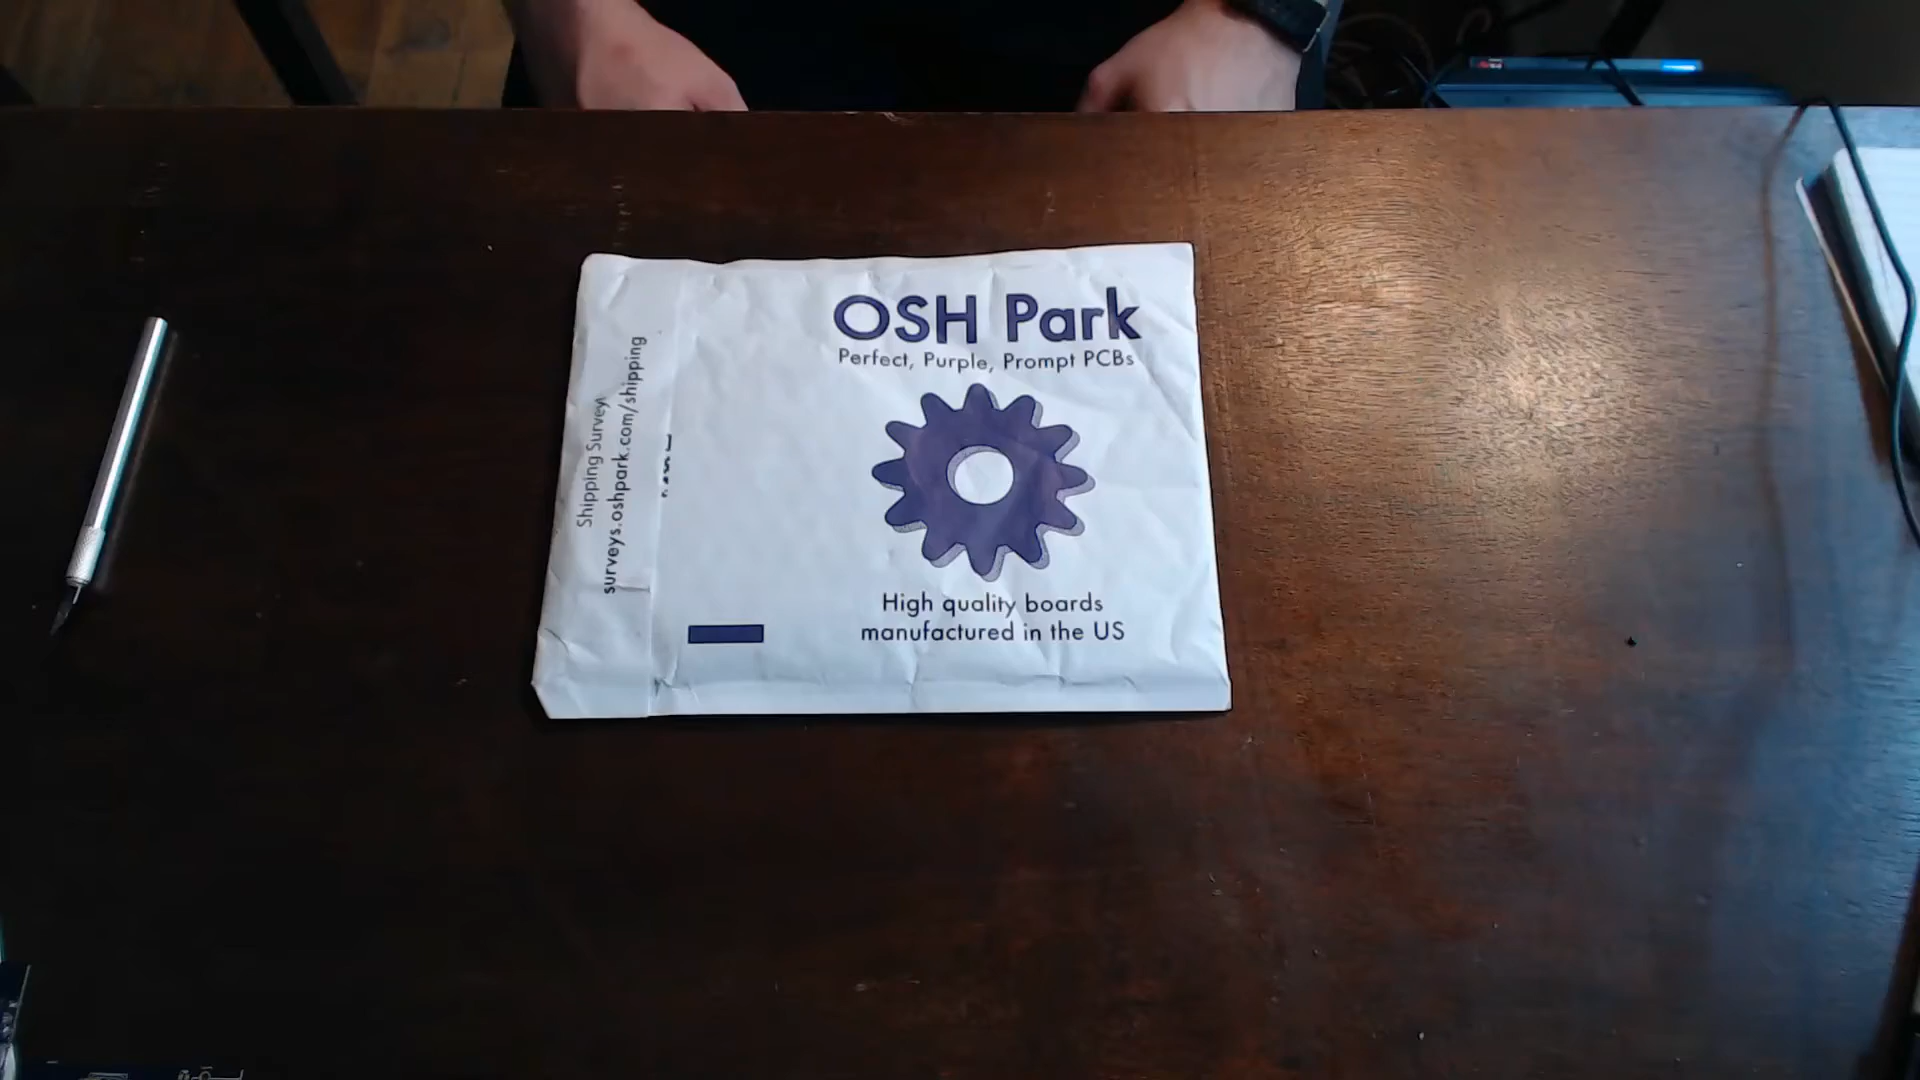 OSH Park
Perfect, Purple, Prompt PCBs
High quality boards
manufactured in the US
Shipping Survey!
surveys.oshpark.com/shipping